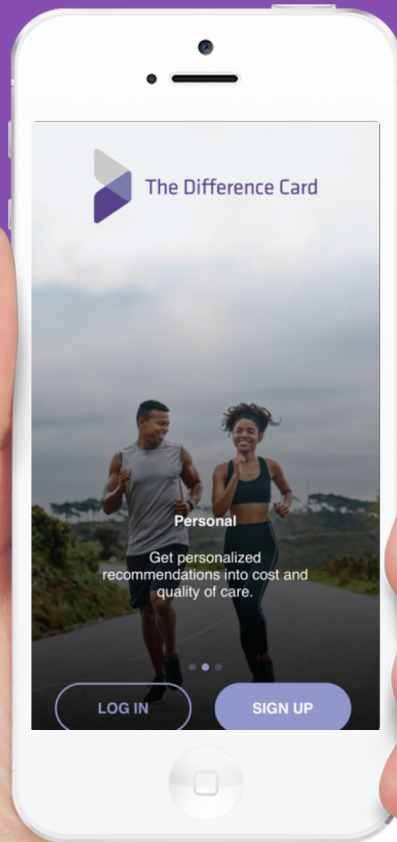 The Difference Card
Personal
Get personalized
recommendations into cost and
quality of care.
LOG IN
SIGN UP